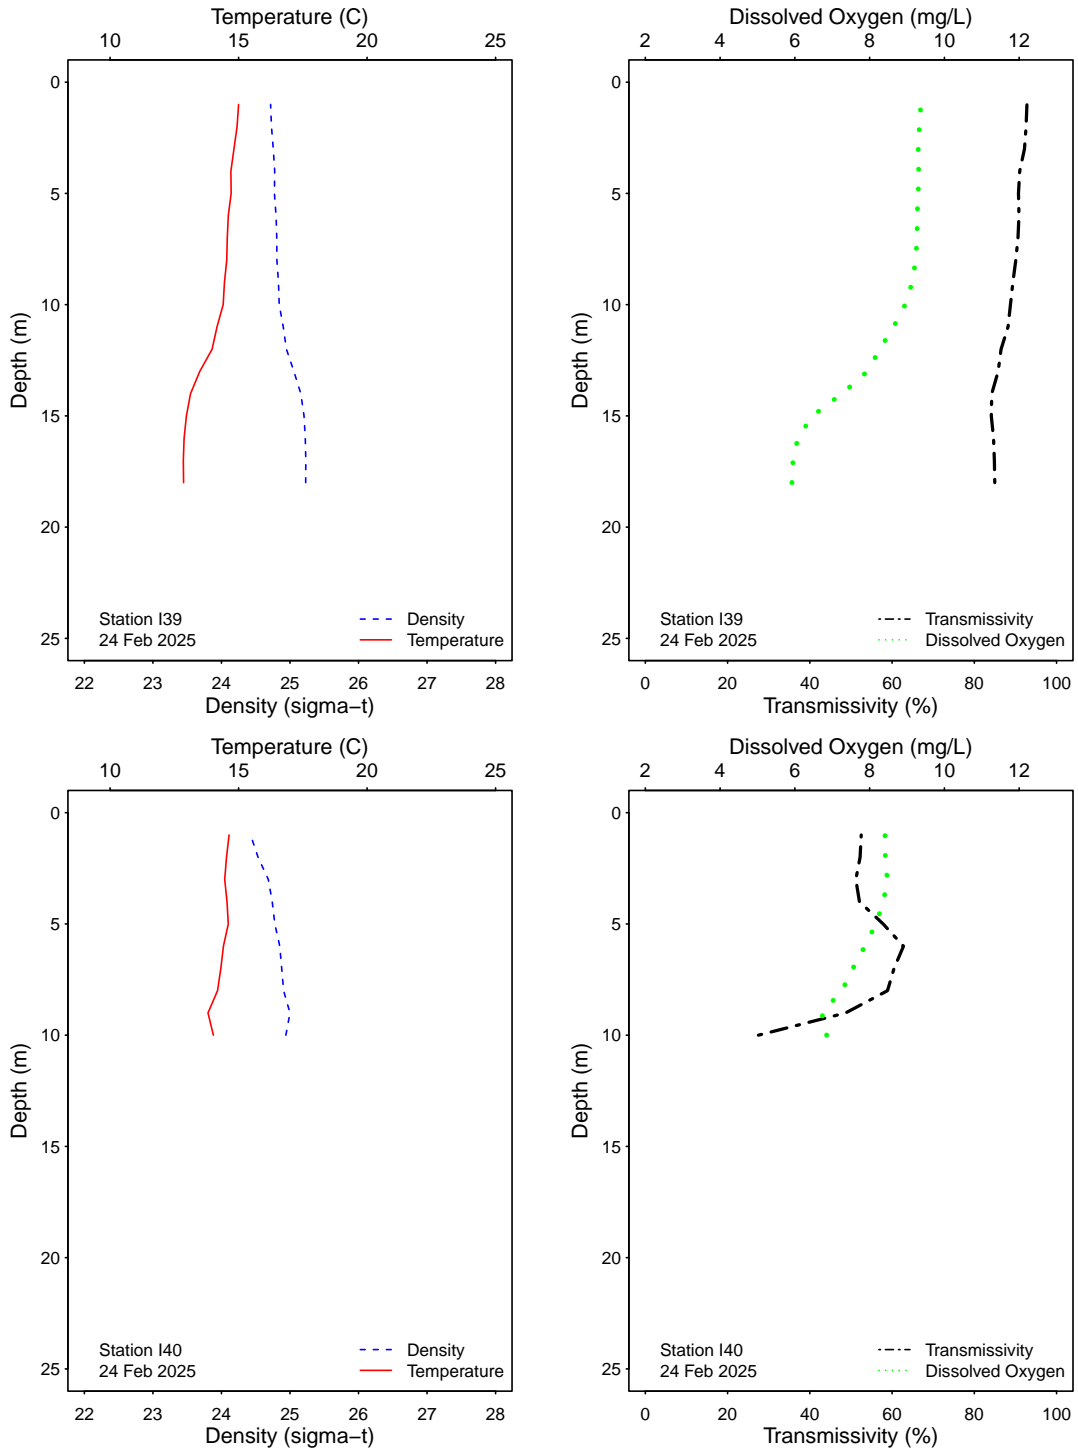 Temperature (C)
10 15 20 25
0
5
10
15
20
25
Depth (m)
Station I39
24 Feb 2025
Density
Temperature
22 23 24 25 26 27 28
Density (sigma−t)
Dissolved Oxygen (mg/L)
2 4 6 8 10 12
0
5
10
15
20
25
Depth (m)
Station I39
24 Feb 2025
Transmissivity
Dissolved Oxygen
0 20 40 60 80 100
Transmissivity (%)
Temperature (C)
10 15 20 25
0
5
10
15
20
25
Depth (m)
Station I40
24 Feb 2025
Density
Temperature
22 23 24 25 26 27 28
Density (sigma−t)
Dissolved Oxygen (mg/L)
2 4 6 8 10 12
0
5
10
15
20
25
Depth (m)
Station I40
24 Feb 2025
Transmissivity
Dissolved Oxygen
0 20 40 60 80 100
Transmissivity (%)